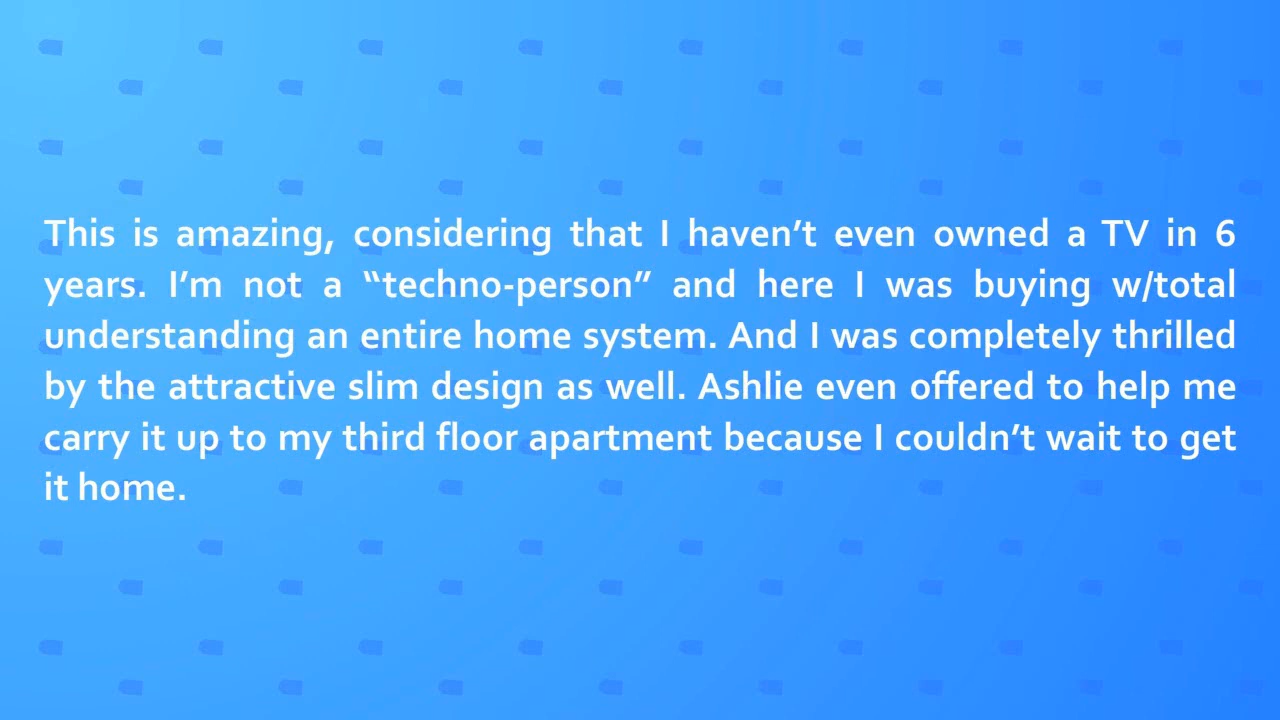 This is amazing, considering that I haven’t even owned a TV in 6
years. I’m not a “techno-person” and here I was buying w/total
understanding an entire home system. And I was completely thrilled
by the attractive slim design as well. Ashlie even offered to help me
carry it up to my third floor apartment because I couldn’t wait to get
it home.